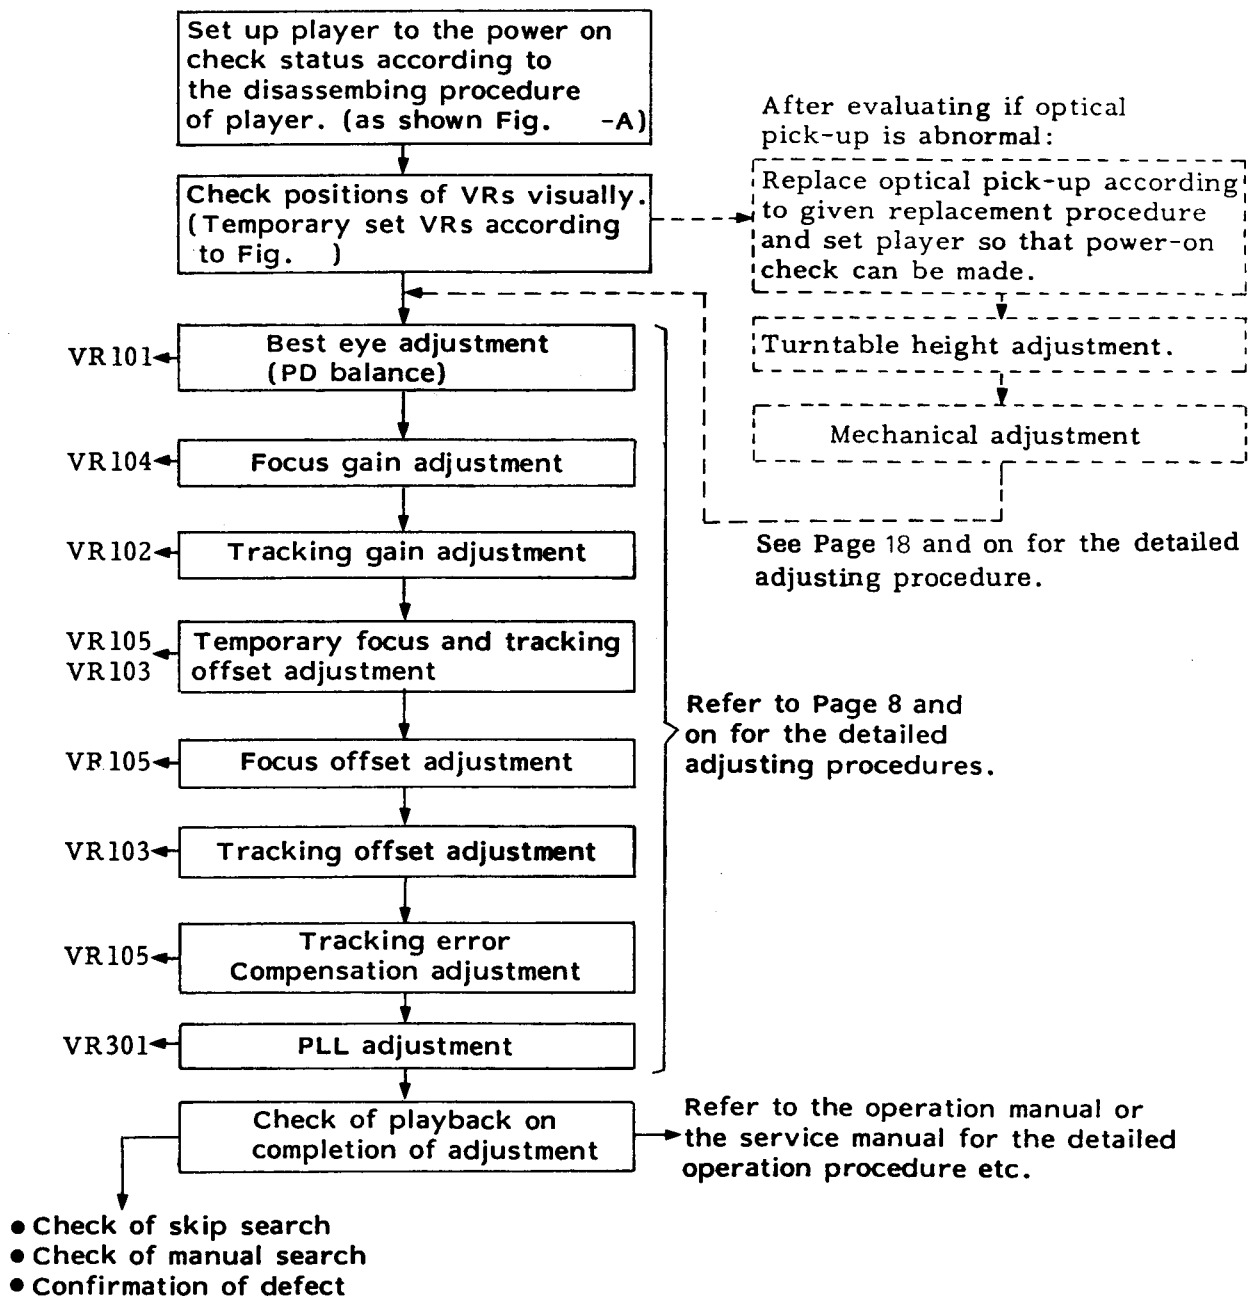 Set up player to the power on
check status according to
the disassembing procedure
of player. (as shown Fig. -A)
Check positions of VRs visually.
(Temporary set VRs according
to Fig. )
After evaluating if optical
pick-up is abnormal:
Replace optical pick-up according
to given replacement procedure
and set player so that power-on
check can be made.
Turntable height adjustment.
Mechanical adjustment
See Page 18 and on for the detailed
adjusting procedure.
VR101
Best eye adjustment
(PD balance)
VR104
Focus gain adjustment
VR102
Tracking gain adjustment
VR105
VR103
Temporary focus and tracking
offset adjustment
VR105
Focus offset adjustment
VR103
Tracking offset adjustment
VR105
Tracking error
Compensation adjustment
VR301
PLL adjustment
Refer to Page 8 and
on for the detailed
adjusting procedures.
Check of playback on
completion of adjustment
Refer to the operation manual or
the service manual for the detailed
operation procedure etc.
● Check of skip search
● Check of manual search
● Confirmation of defect